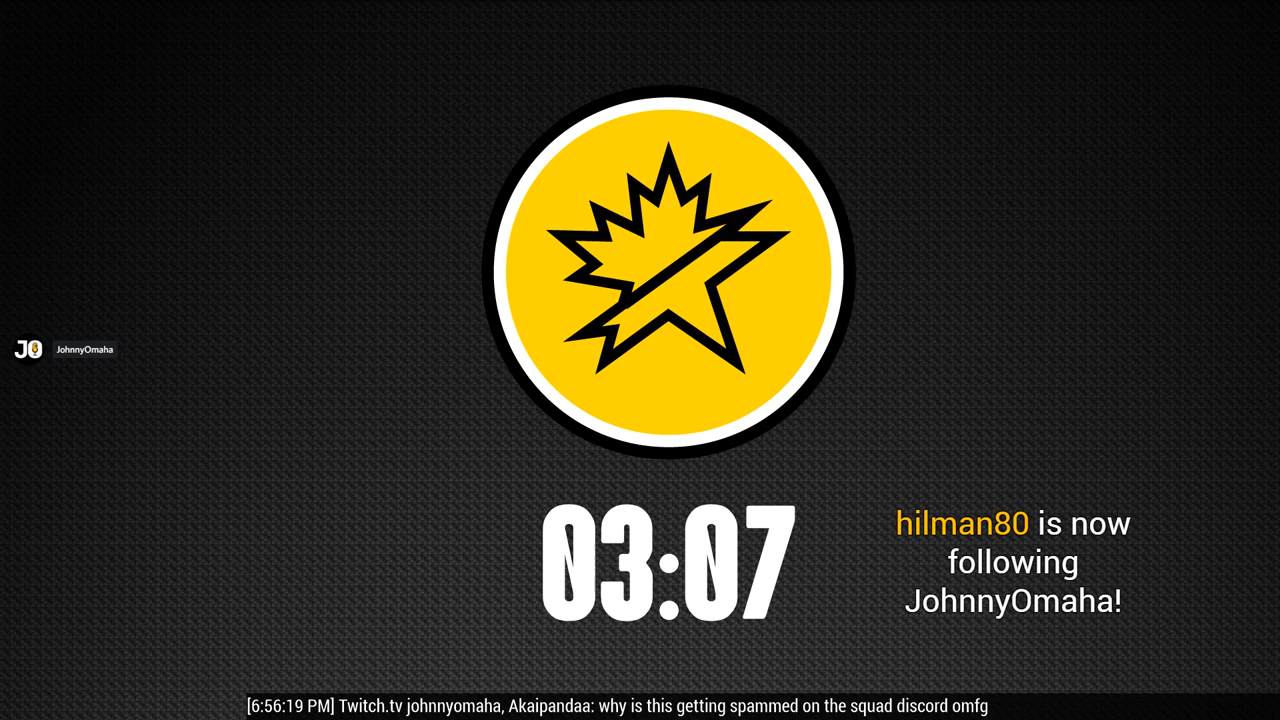 JO JohnnyOmaha
03:07
hilman80 is now
following
JohnnyOmaha!
[6:56:19 PM] Twitch.tv johnnyomaha, Akaipandaa: why is this getting spammed on the squad discord omfg